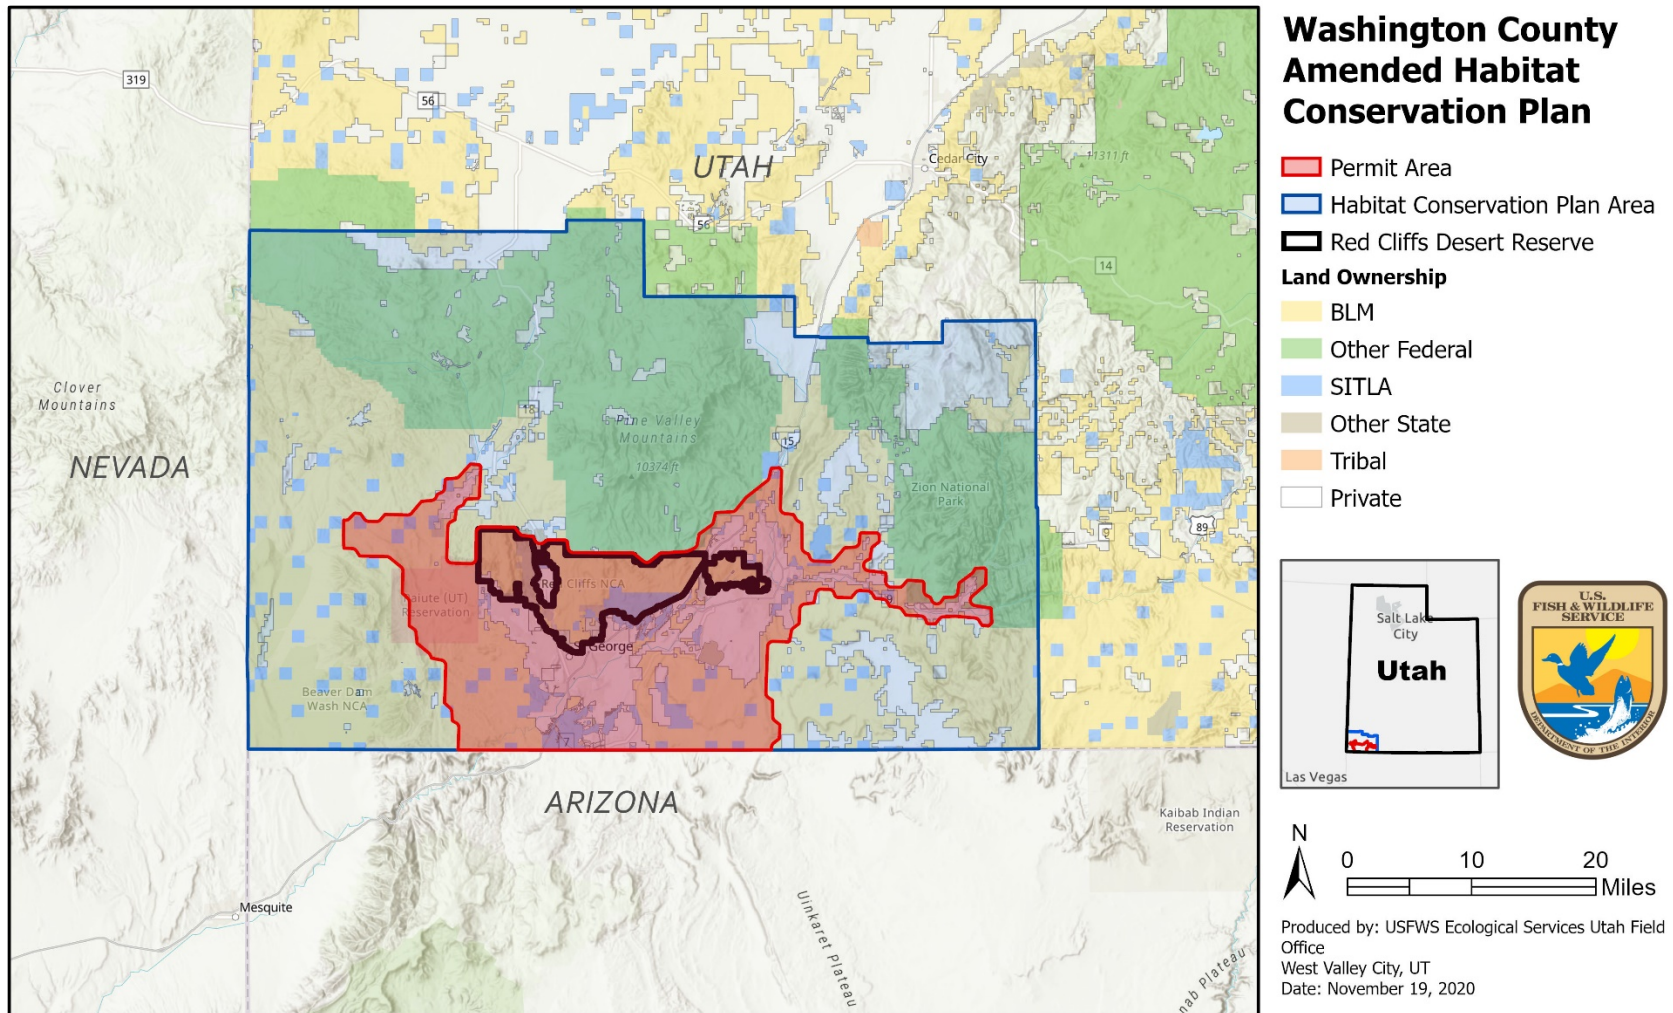 319
56
UTAH
Cedar City
11311 ft
56
14
Clover
Mountains
NEVADA
18
Pine Valley
Mountains
10374 ft
15
Zion National
Park
9
89
Red Cliffs NCA
Paiute (UT)
Reservation
9
St George
Beaver Dam
Wash NCA
7
ARIZONA
Kaibab Indian
Reservation
Mesquite
Uinkaret Plateau
nab Plateau
Washington County
Amended Habitat
Conservation Plan
Permit Area
Habitat Conservation Plan Area
Red Cliffs Desert Reserve
Land Ownership
BLM
Other Federal
SITLA
Other State
Tribal
Private
Salt Lake
City
Utah
Las Vegas
U.S.
FISH & WILDLIFE
SERVICE
DEPARTMENT OF THE INTERIOR
N
0 10 20
Miles
Produced by: USFWS Ecological Services Utah Field
Office
West Valley City, UT
Date: November 19, 2020